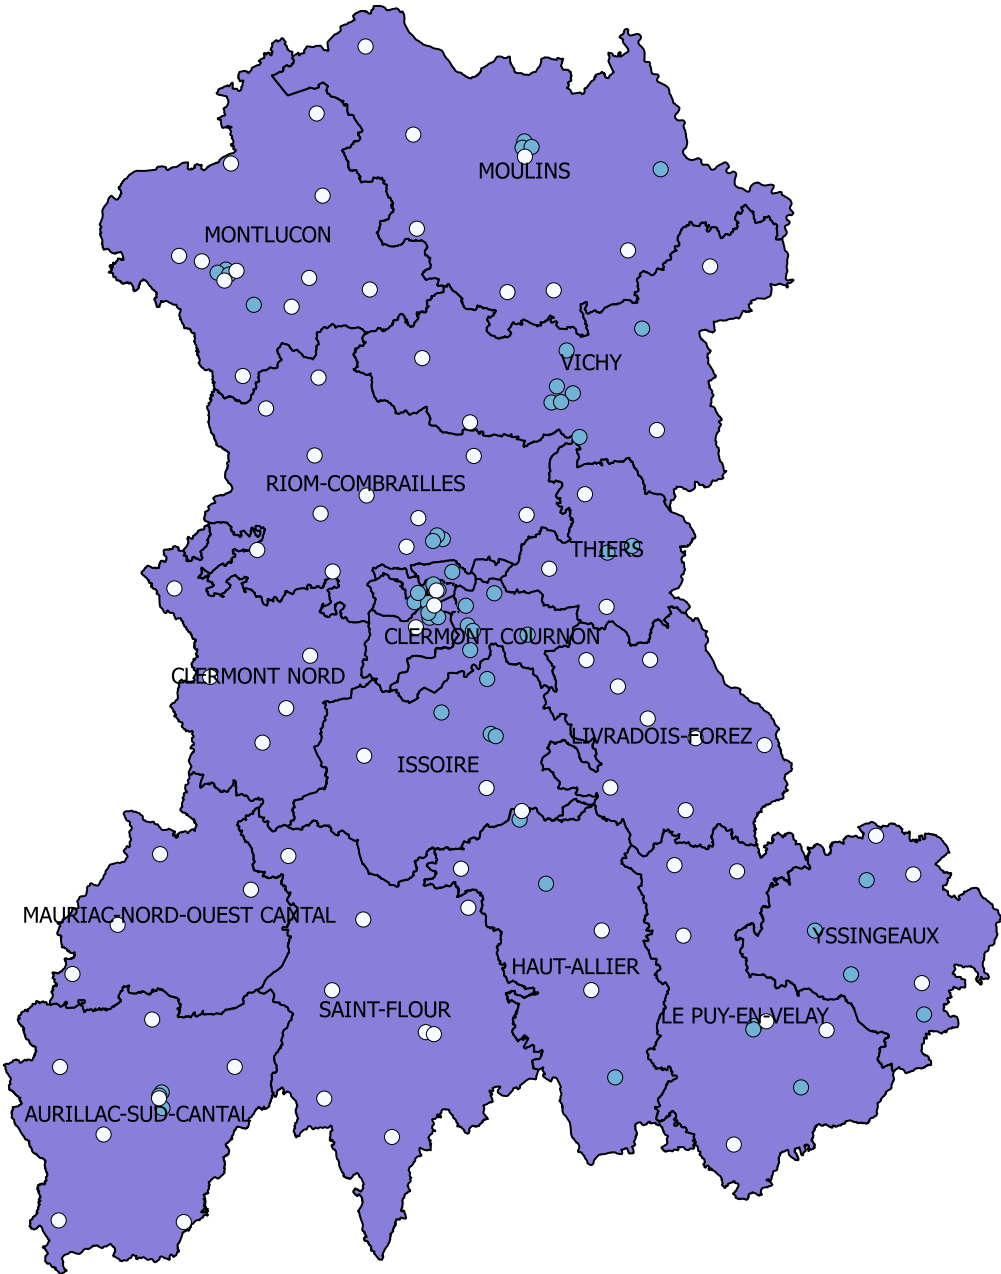 MOULINS
MONTLUCON
VICHY
RIOM-COMBRAILLES
THIERS
CLERMONT COURNON
CLERMONT NORD
LIVRADOIS-FOREZ
ISSOIRE
MAURIAC-NORD-OUEST CANTAL
YSSINGEAUX
HAUT-ALLIER
SAINT-FLOUR
LE PUY-EN-VELAY
AURILLAC-SUD-CANTAL